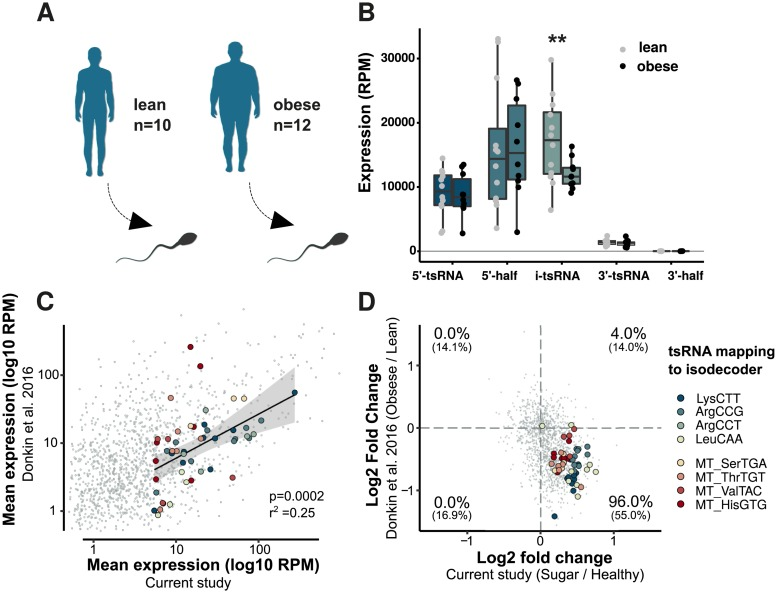 A
lean
n=10
obese
n=12
B
Expression (RPM)
30000
20000
10000
0
**
lean
obese
5'-tsRNA
5'-half
i-tsRNA
3'-tsRNA
3'-half
C
Mean expression (log10 RPM)
Donkin et al. 2016
100
10
1
p=0.0002
r² =0.25
1
10
100
Mean expression (log10 RPM)
Current study
D
Log2 Fold Change
Donkin et al. 2016 (Obsese / Lean)
1
0
−1
0.0%
(14.1%)
4.0%
(14.0%)
0.0%
(16.9%)
96.0%
(55.0%)
−1
0
1
Log2 fold change
Current study (Sugar / Healthy)
tsRNA mapping
to isodecoder
LysCTT
ArgCCG
ArgCCT
LeuCAA
MT_SerTGA
MT_ThrTGT
MT_ValTAC
MT_HisGTG